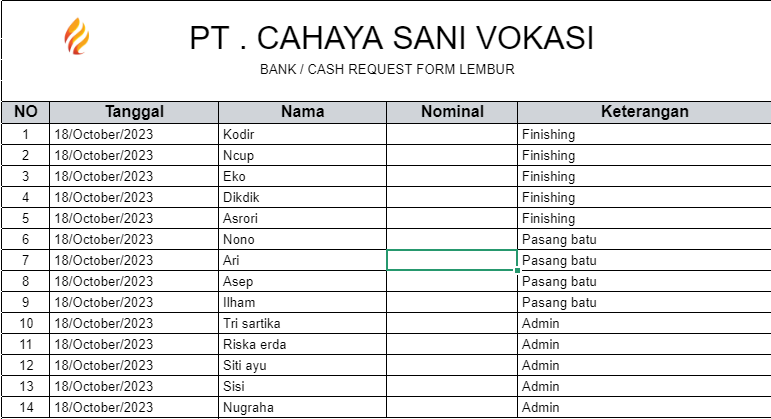 PT . CAHAYA SANI VOKASI
BANK / CASH REQUEST FORM LEMBUR
NO Tanggal Nama Nominal Keterangan
1 18/October/2023 Kodir Finishing
2 18/October/2023 Ncup Finishing
3 18/October/2023 Eko Finishing
4 18/October/2023 Dikdik Finishing
5 18/October/2023 Asrori Finishing
6 18/October/2023 Nono Pasang batu
7 18/October/2023 Ari Pasang batu
8 18/October/2023 Asep Pasang batu
9 18/October/2023 Ilham Pasang batu
10 18/October/2023 Tri sartika Admin
11 18/October/2023 Riska erda Admin
12 18/October/2023 Siti ayu Admin
13 18/October/2023 Sisi Admin
14 18/October/2023 Nugraha Admin